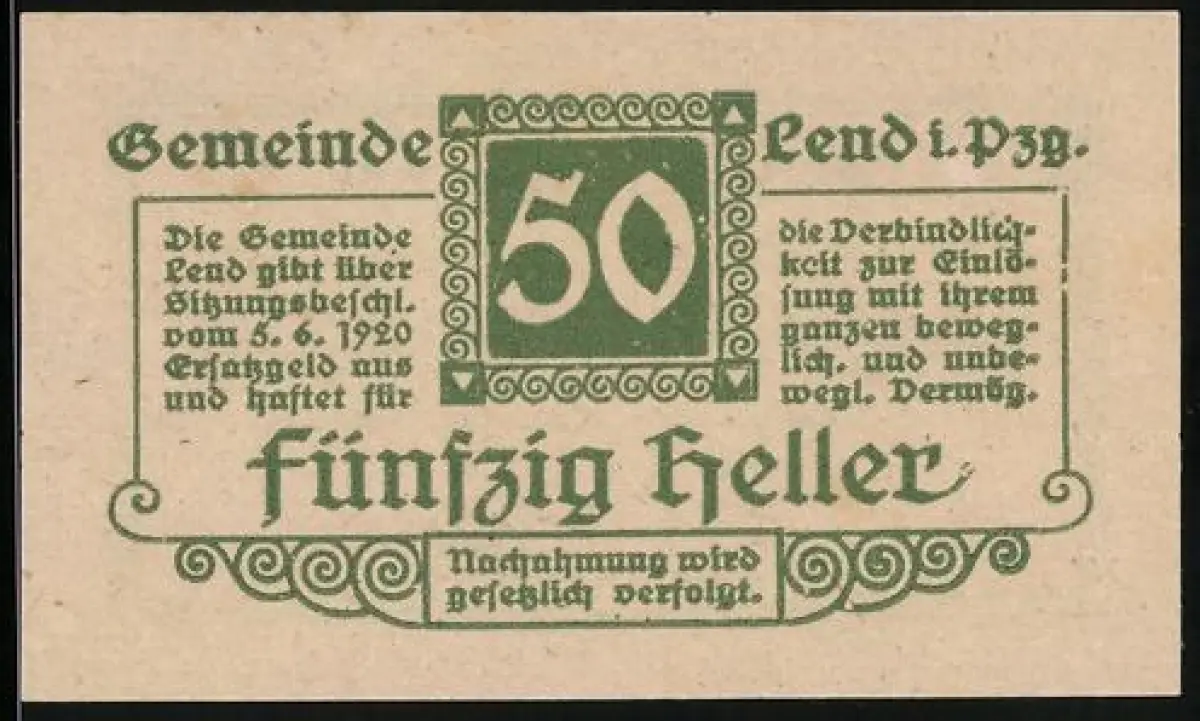 Gemeinde 50 Lend i. Pzg.
Die Gemeinde
Lend gibt über
Sitzungsbeschl.
vom 5. 6. 1920
Ersatzgeld aus
und haftet für
die Verbindlich-
keit zur Einlö-
sung mit ihrem
ganzen beweg-
lich. und unbe-
wegl. Vermög.
Fünfzig Heller
Nachahmung wird
gesetzlich verfolgt.